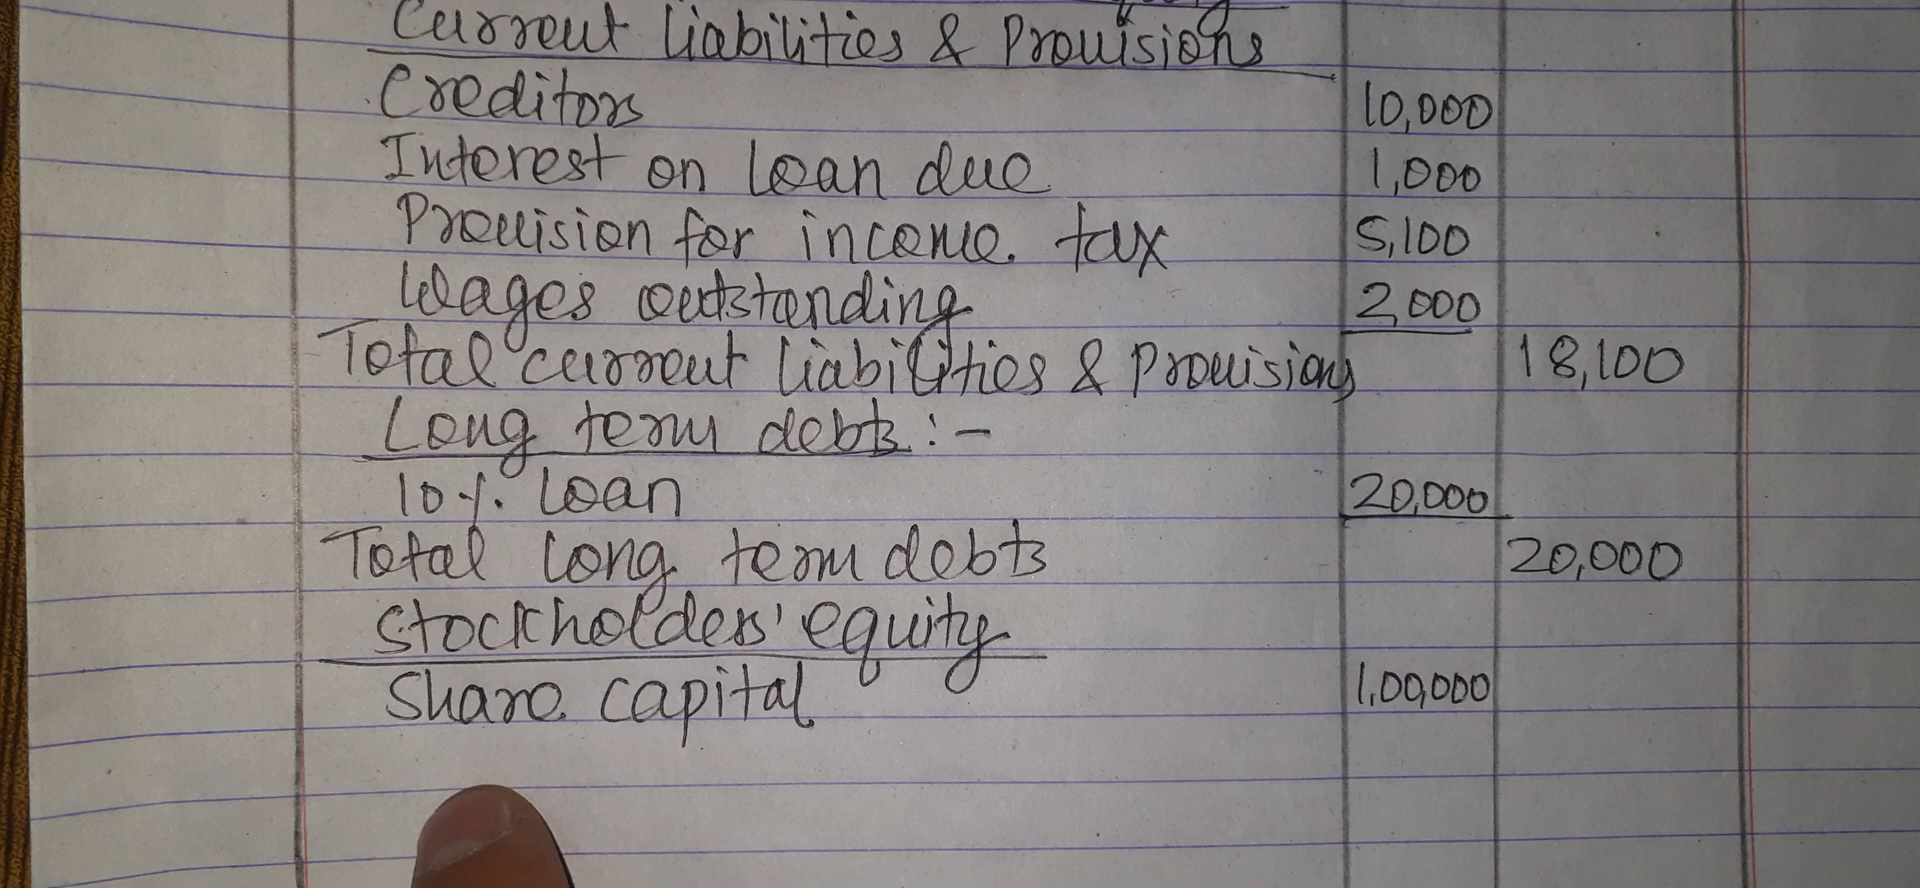 Current liabilities & Provisions
Creditors 10,000
Interest on loan due 1,000
Provision for income tax 5,100
Wages outstanding 2,000
Total current liabilities & Provisions 18,100
Long term debts :-
10 %. loan 20,000
Total long term debts 20,000
Stockholders' equity
Share capital 1,00,000